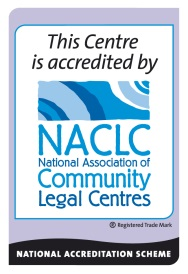 This Centre
is accredited by
NACLC
National Association of
Community
Legal Centres
® Registered Trade Mark
NATIONAL ACCREDITATION SCHEME